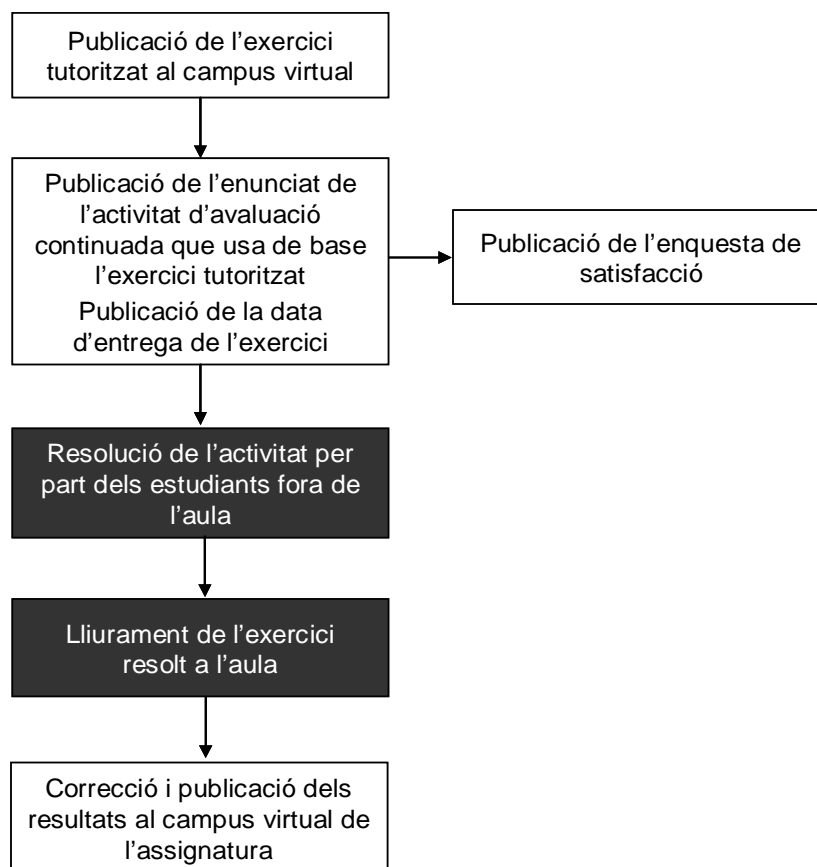 Publicació de l’exercici
tutoritzat al campus virtual
Publicació de l’enunciat de
l’activitat d’avaluació
continuada que usa de base
l’exercici tutoritzat
Publicació de la data
d’entrega de l’exercici
Publicació de l’enquesta de
satisfacció
Resolució de l’activitat per
part dels estudiants fora de
l’aula
Lliurament de l’exercici
resolt a l’aula
Correcció i publicació dels
resultats al campus virtual de
l’assignatura